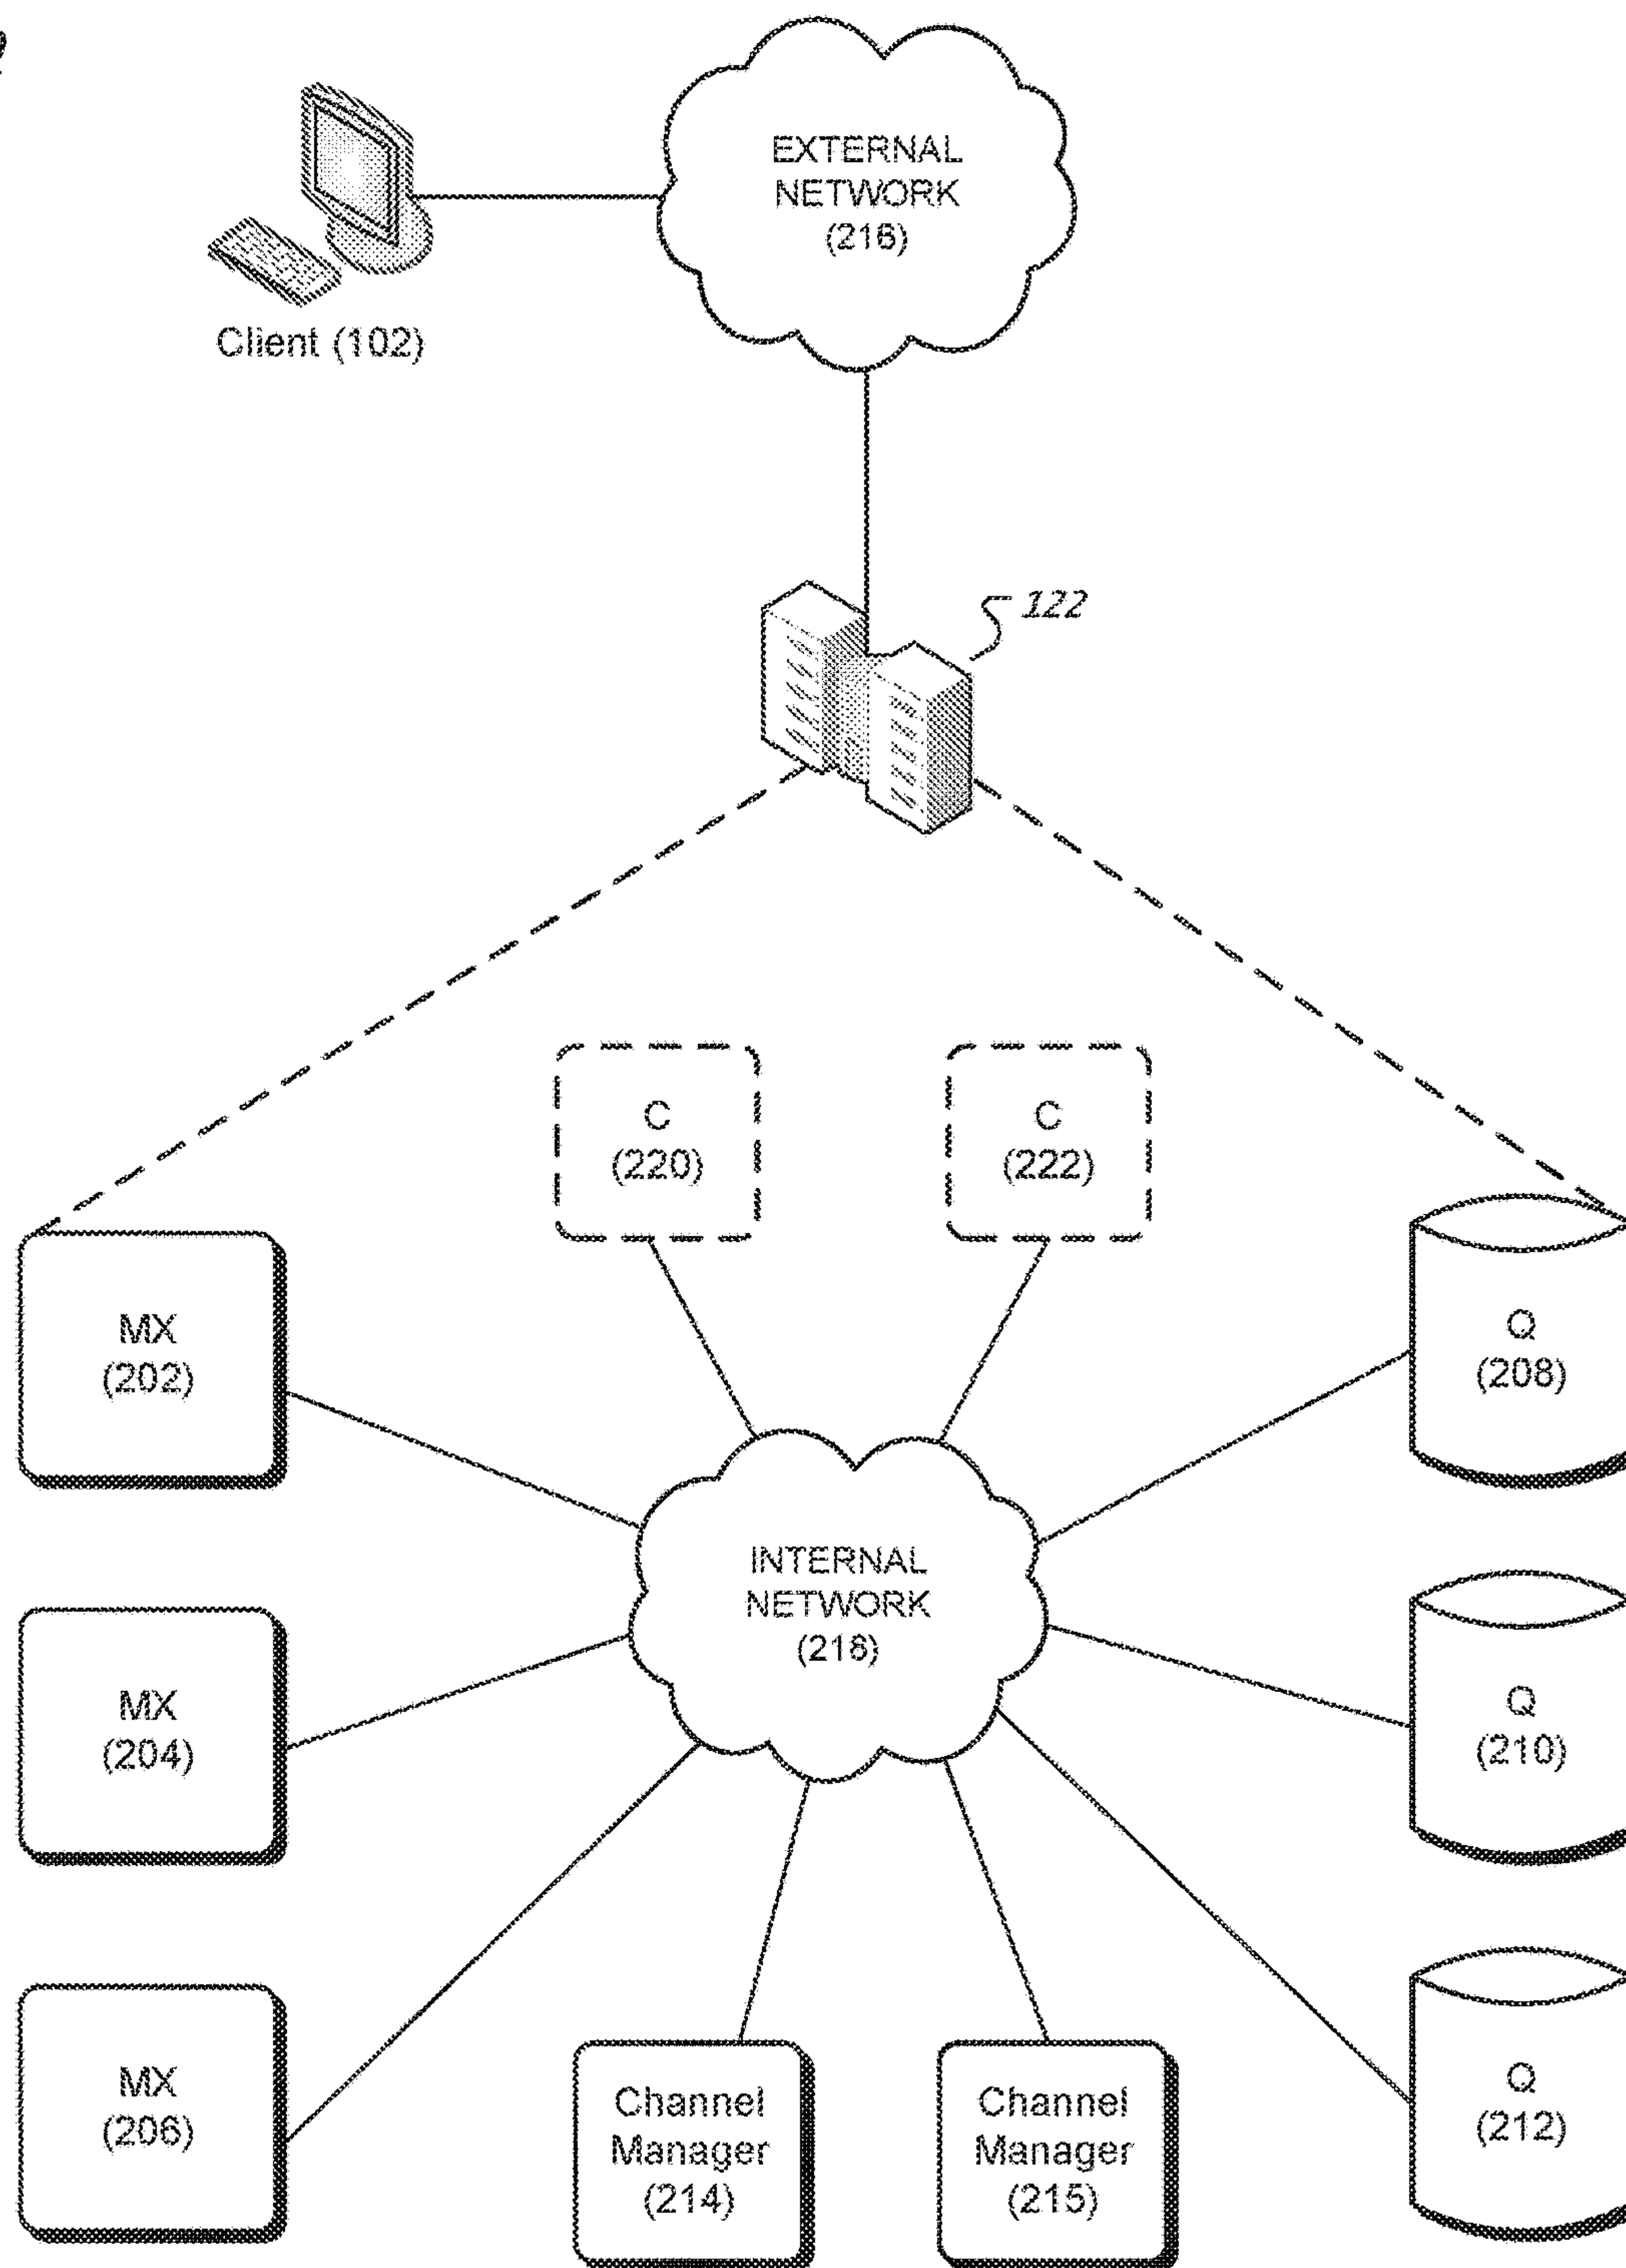 EXTERNAL
NETWORK
(216)
Client (102)
122
C
(220)
C
(222)
MX
(202)
Q
(208)
INTERNAL
NETWORK
(218)
MX
(204)
Q
(210)
MX
(206)
Channel
Manager
(214)
Channel
Manager
(215)
Q
(212)